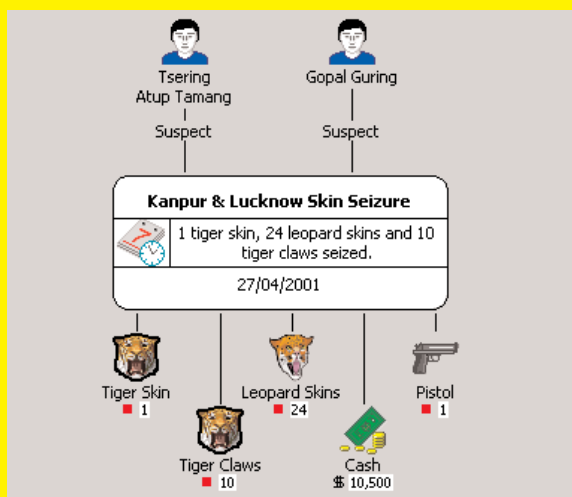 Tsering
Atup Tamang
Gopal Guring
Suspect
Suspect
Kanpur & Lucknow Skin Seizure
7
1 tiger skin, 24 leopard skins and 10
tiger claws seized.
27/04/2001
Tiger Skin
1
Leopard Skins
24
Pistol
1
Tiger Claws
10
Cash
$ 10,500